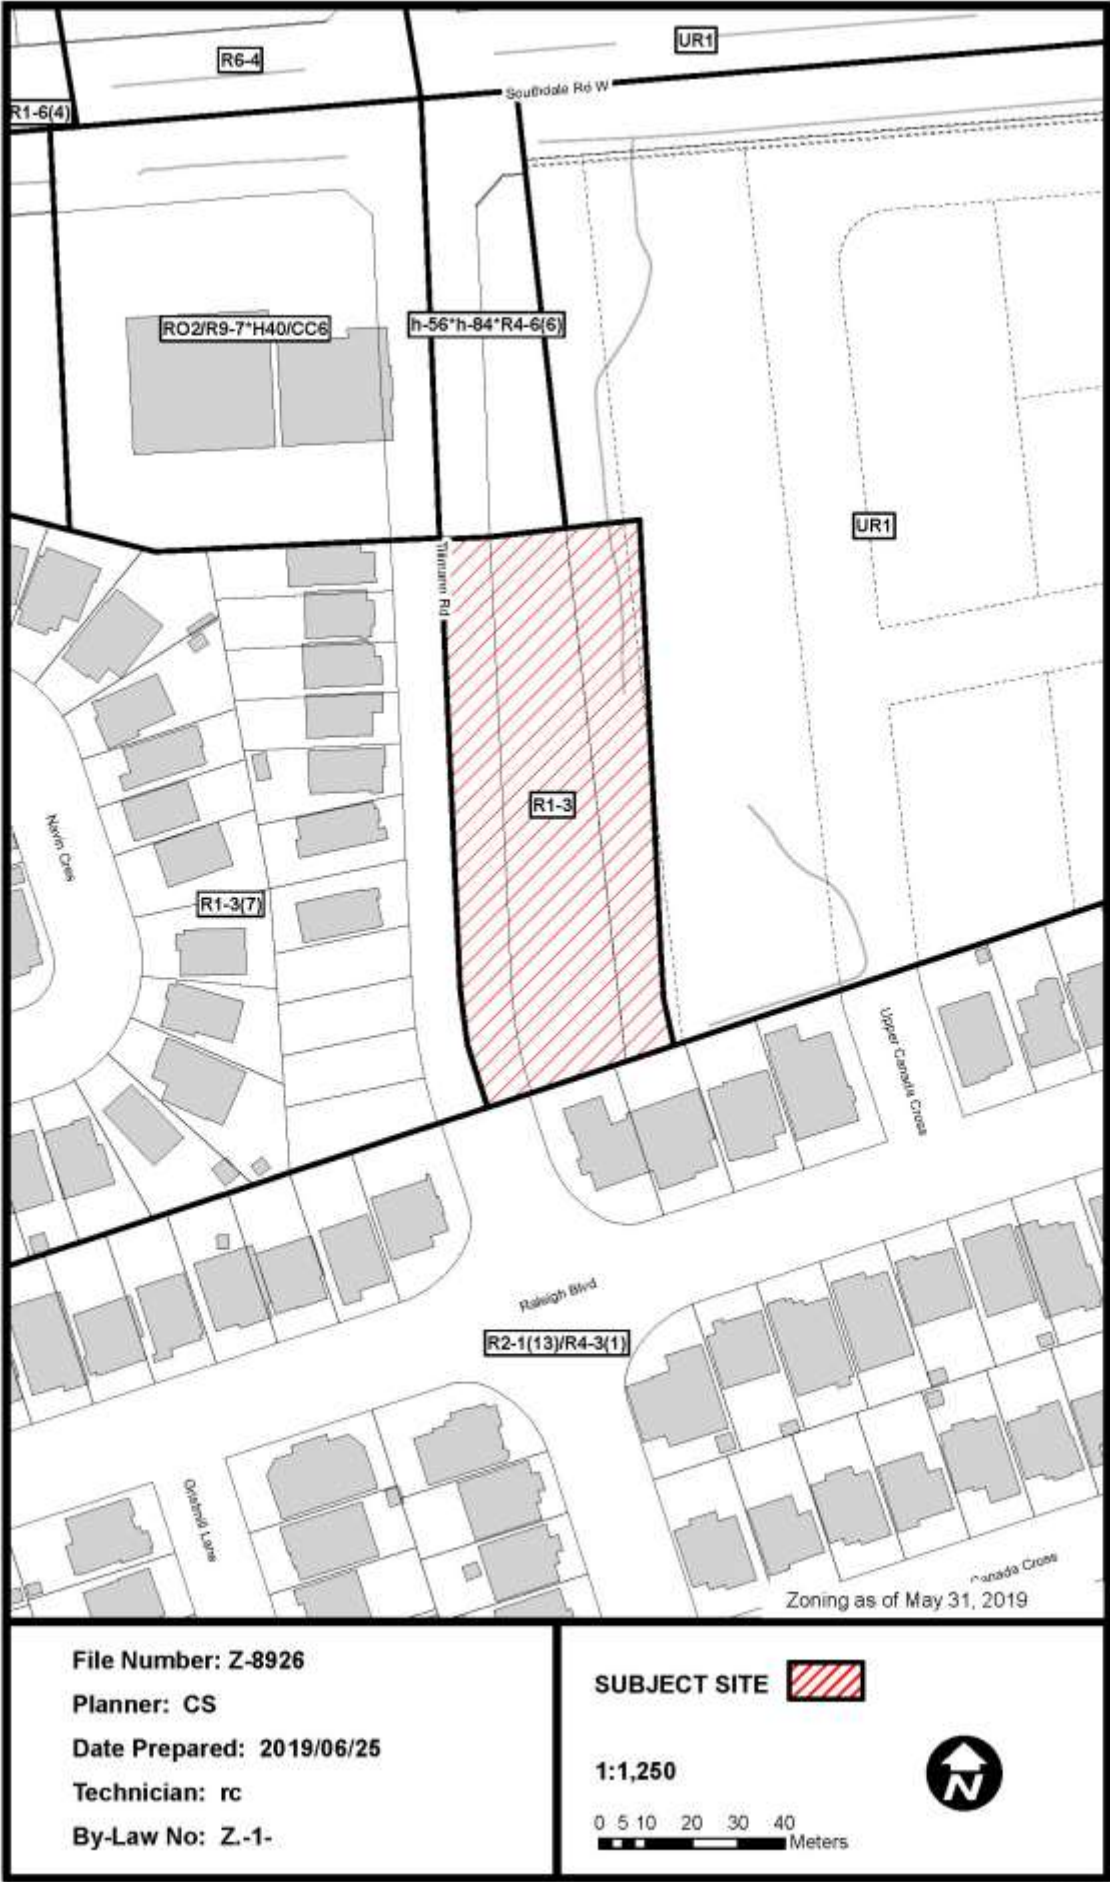 R6-4
UR1
R1-6(4)
Southdale Rd W
RO2/R9-7*H40/CC6
h-56*h-84*R4-6(6)
UR1
Tillmann Rd
R1-3
Navin Cres
R1-3(7)
Upper Canada Cross
Raleigh Blvd
R2-1(13)/R4-3(1)
Gristmill Lane
Canada Cross
Zoning as of May 31, 2019
File Number: Z-8926
Planner: CS
Date Prepared: 2019/06/25
Technician: rc
By-Law No: Z.-1-
SUBJECT SITE
1:1,250
N
0 5 10 20 30 40
Meters